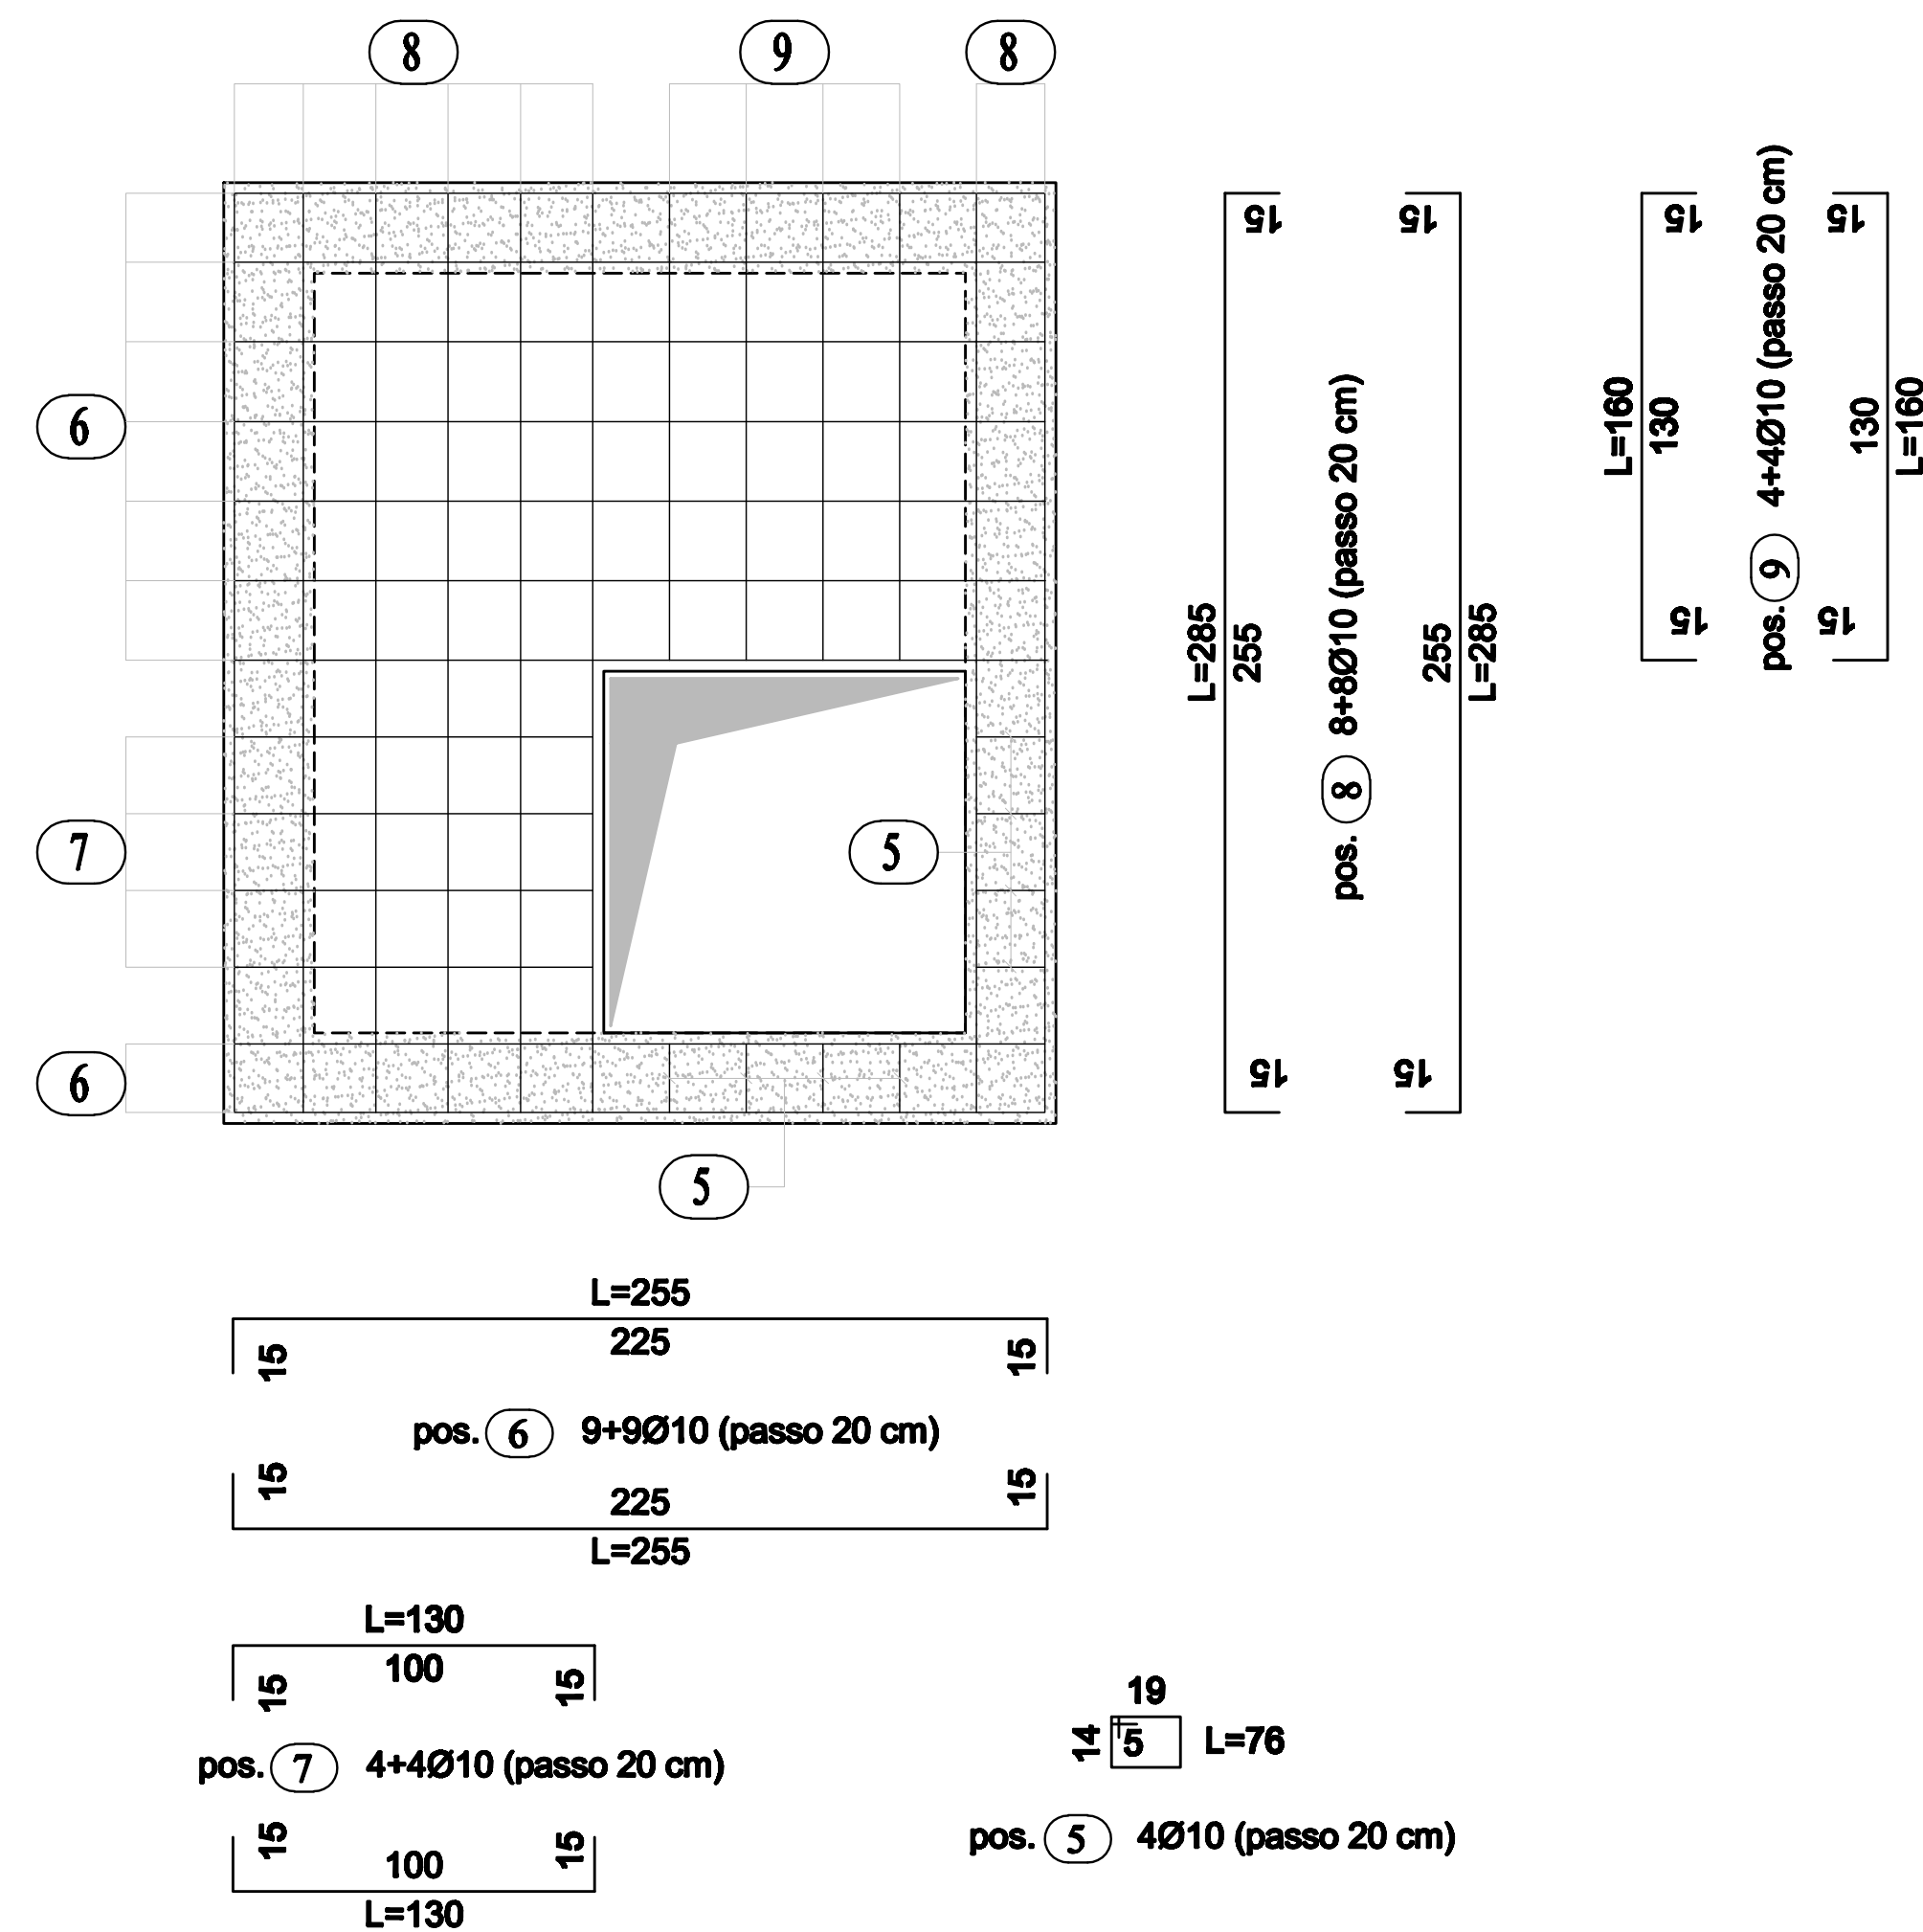 8
9
8
6
7
6
5
5
15
15
L=285
255
pos. 8 8+8Ø10 (passo 20 cm)
255
L=285
15
15
15
15
L=160
130
pos. 9 4+4Ø10 (passo 20 cm)
130
L=160
15
15
L=255
225
15
15
pos. 6 9+9Ø10 (passo 20 cm)
15
15
225
L=255
L=130
100
15
15
pos. 7 4+4Ø10 (passo 20 cm)
15
15
100
L=130
19
14
5
L=76
pos. 5 4Ø10 (passo 20 cm)